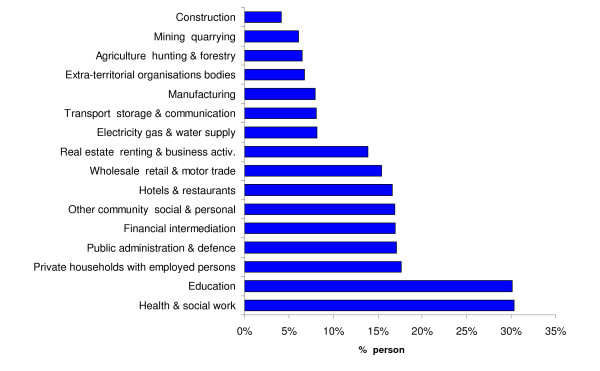 Construction
Mining quarrying
Agriculture hunting & forestry
Extra-territorial organisations bodies
Manufacturing
Transport storage & communication
Electricity gas & water supply
Real estate renting & business activ.
Wholesale retail & motor trade
Hotels & restaurants
Other community social & personal
Financial intermediation
Public administration & defence
Private households with employed persons
Education
Health & social work
0% 5% 10% 15% 20% 25% 30% 35%
% person